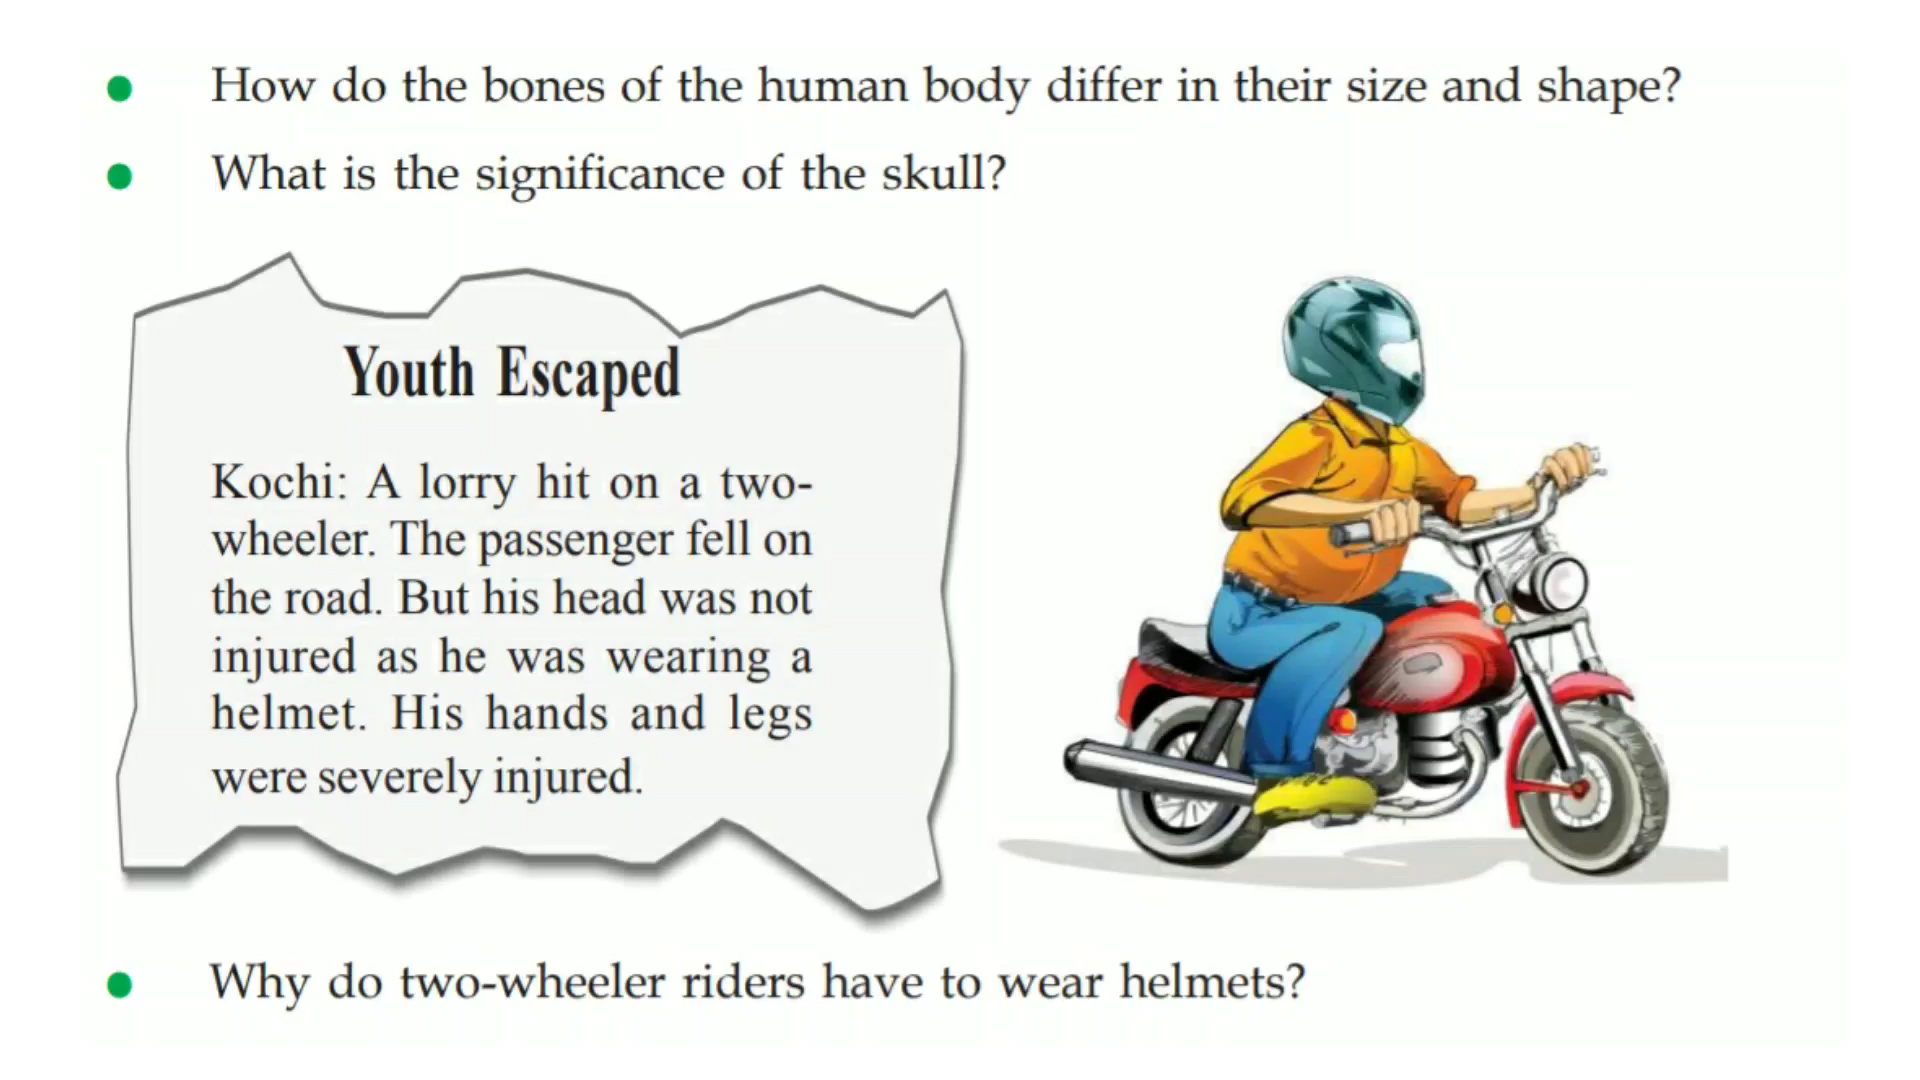 How do the bones of the human body differ in their size and shape?
What is the significance of the skull?
Youth Escaped
Kochi: A lorry hit on a two-
wheeler. The passenger fell on
the road. But his head was not
injured as he was wearing a
helmet. His hands and legs
were severely injured.
Why do two-wheeler riders have to wear helmets?